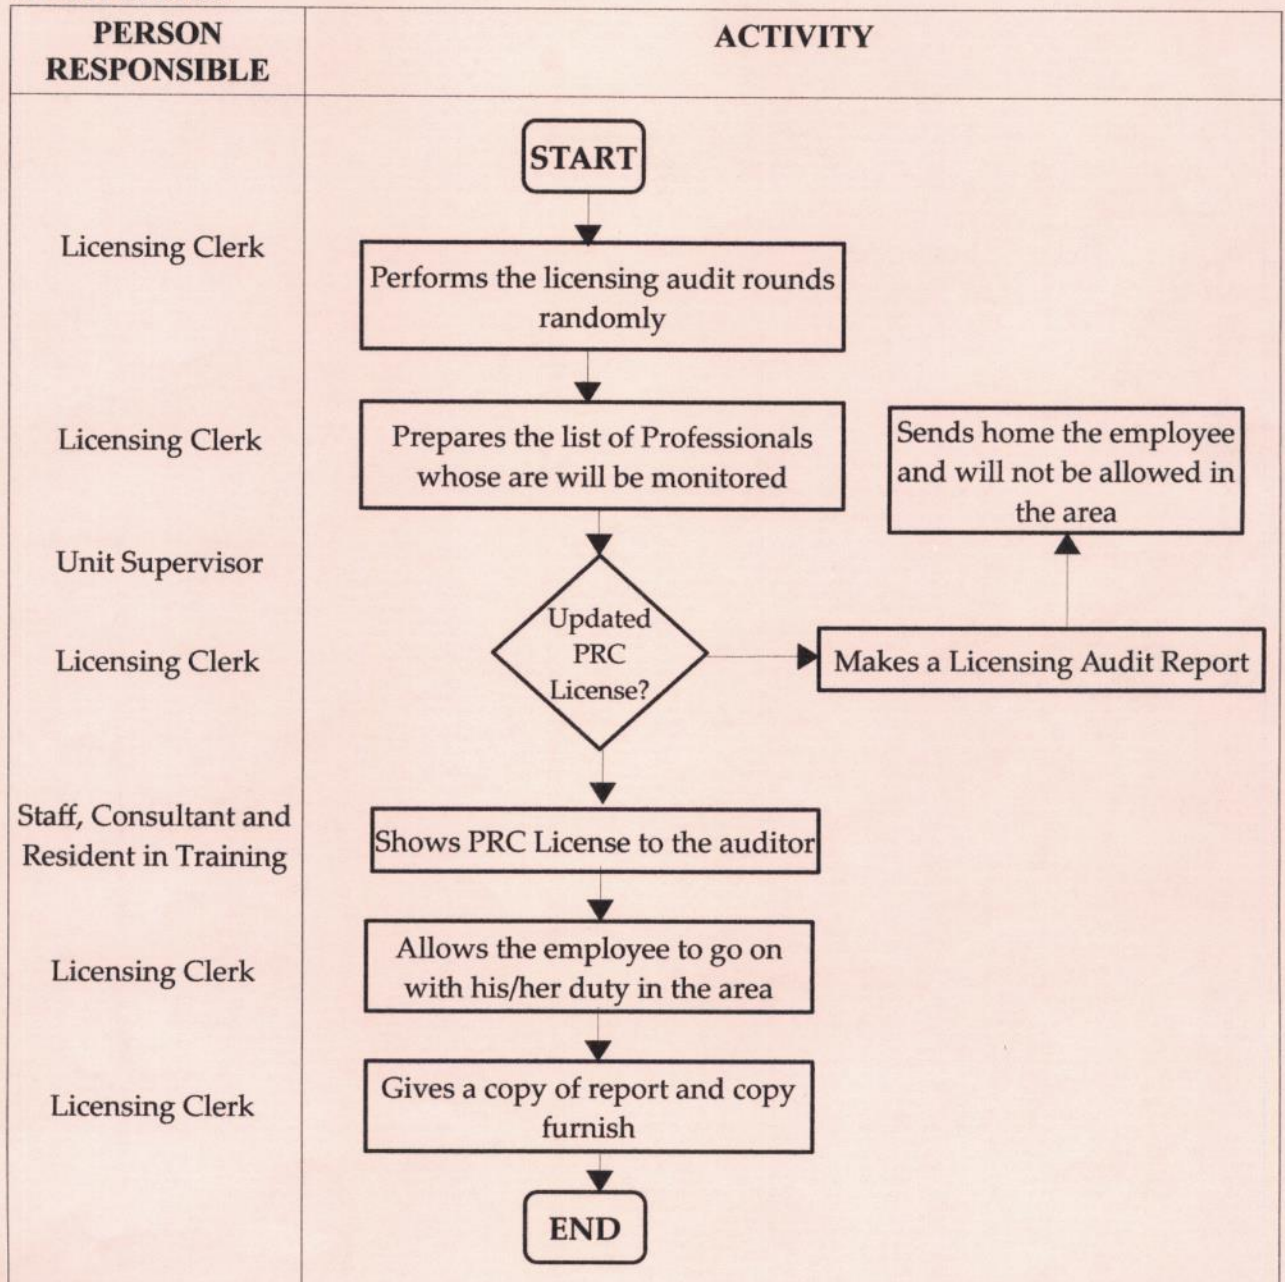 PERSON
RESPONSIBLE
ACTIVITY
START
Licensing Clerk
Performs the licensing audit rounds
randomly
Licensing Clerk
Prepares the list of Professionals
whose are will be monitored
Sends home the employee
and will not be allowed in
the area
Unit Supervisor
Updated
PRC
License?
Licensing Clerk
Makes a Licensing Audit Report
Staff, Consultant and
Resident in Training
Shows PRC License to the auditor
Licensing Clerk
Allows the employee to go on
with his/her duty in the area
Licensing Clerk
Gives a copy of report and copy
furnish
END